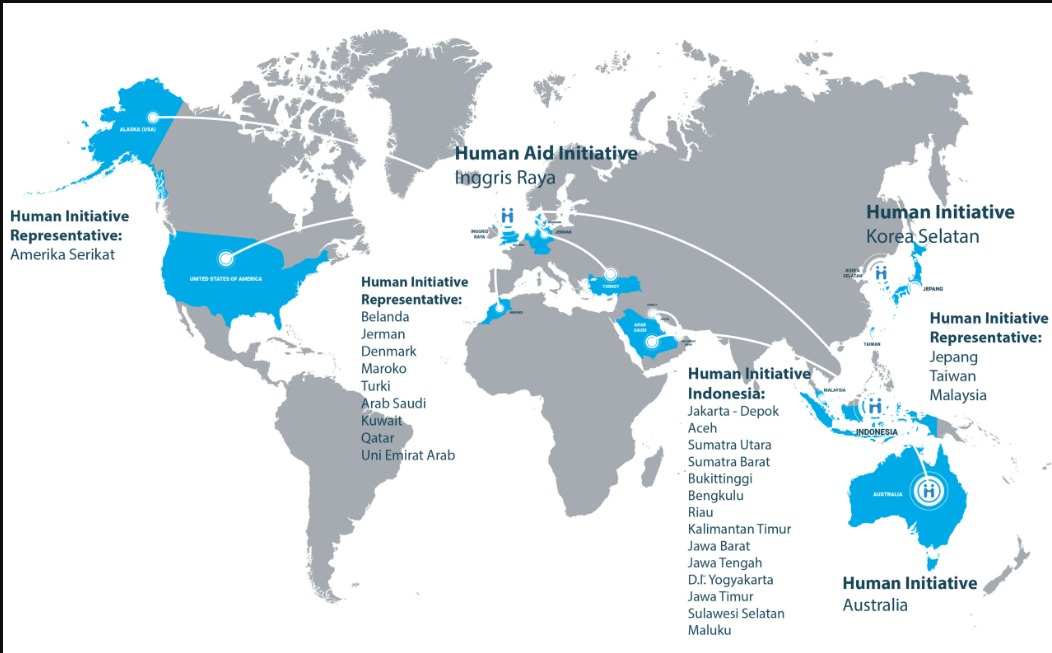 ALASKA (USA)
Human Initiative
Representative:
Amerika Serikat
UNITED STATES OF AMERICA
Human Aid Initiative
Inggris Raya
INGGRIS
RAYA
JERMAN
TURKEY
MAROKO
ARAB
SAUDI
Human Initiative
Representative:
Belanda
Jerman
Denmark
Maroko
Turki
Arab Saudi
Kuwait
Qatar
Uni Emirat Arab
Human Initiative
Korea Selatan
KOREA
SELATAN
JEPANG
TAIWAN
Human Initiative
Representative:
Jepang
Taiwan
Malaysia
MALAYSIA
INDONESIA
Human Initiative
Indonesia:
Jakarta - Depok
Aceh
Sumatra Utara
Sumatra Barat
Bukittinggi
Bengkulu
Riau
Kalimantan Timur
Jawa Barat
Jawa Tengah
D.I. Yogyakarta
Jawa Timur
Sulawesi Selatan
Maluku
AUSTRALIA
Human Initiative
Australia